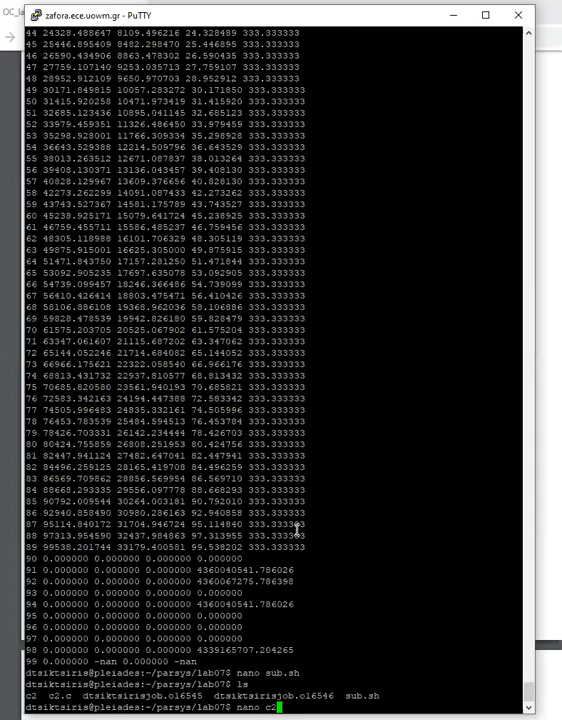 OC_la
zafora.ece.uowm.gr - PuTTY
44 24328.488647 8109.496216 24.328489 333.333333
45 25446.895409 8482.298470 25.446895 333.333333
46 26590.434906 8863.478302 26.590435 333.333333
47 27759.107140 9253.035713 27.759107 333.333333
48 28952.912109 9650.970703 28.952912 333.333333
49 30171.849815 10057.283272 30.171850 333.333333
50 31415.920258 10471.973419 31.415920 333.333333
51 32685.123436 10895.041145 32.685123 333.333333
52 33979.459351 11326.486450 33.979459 333.333333
53 35298.928001 11766.309334 35.298928 333.333333
54 36643.529388 12214.509796 36.643529 333.333333
55 38013.263512 12671.087837 38.013264 333.333333
56 39408.130371 13136.043457 39.408130 333.333333
57 40828.129967 13609.376656 40.828130 333.333333
58 42273.262299 14091.087433 42.273262 333.333333
59 43743.527367 14581.175789 43.743527 333.333333
60 45238.925171 15079.641724 45.238925 333.333333
61 46759.455711 15586.485237 46.759456 333.333333
62 48305.118988 16101.706329 48.305119 333.333333
63 49875.915001 16625.305000 49.875915 333.333333
64 51471.843750 17157.281250 51.471844 333.333333
65 53092.905235 17697.635078 53.092905 333.333333
66 54739.099457 18246.366486 54.739099 333.333333
67 56410.426414 18803.475471 56.410426 333.333333
68 58106.886108 19368.962036 58.106886 333.333333
69 59828.478539 19942.826180 59.828479 333.333333
70 61575.203705 20525.067902 61.575204 333.333333
71 63347.061607 21115.687202 63.347062 333.333333
72 65144.052246 21714.684082 65.144052 333.333333
73 66966.175621 22322.058540 66.966176 333.333333
74 68813.431732 22937.810577 68.813432 333.333333
75 70685.820580 23561.940193 70.685821 333.333333
76 72583.342163 24194.447388 72.583342 333.333333
77 74505.996483 24835.332161 74.505996 333.333333
78 76453.783539 25484.594513 76.453784 333.333333
79 78426.703331 26142.234444 78.426703 333.333333
80 80424.755859 26808.251953 80.424756 333.333333
81 82447.941124 27482.647041 82.447941 333.333333
82 84496.259125 28165.419708 84.496259 333.333333
83 86569.709862 28856.569954 86.569710 333.333333
84 88668.293335 29556.097778 88.668293 333.333333
85 90792.009544 30264.003181 90.792010 333.333333
86 92940.858490 30980.286163 92.940858 333.333333
87 95114.840172 31704.946724 95.114840 333.333333
88 97313.954590 32437.984863 97.313955 333.333333
89 99538.201744 33179.400581 99.538202 333.333333
90 0.000000 0.000000 0.000000 0.000000
91 0.000000 0.000000 0.000000 4360040541.786026
92 0.000000 0.000000 0.000000 4360067275.786398
93 0.000000 0.000000 0.000000 0.000000
94 0.000000 0.000000 0.000000 4360040541.786026
95 0.000000 0.000000 0.000000 0.000000
96 0.000000 0.000000 0.000000 0.000000
97 0.000000 0.000000 0.000000 0.000000
98 0.000000 0.000000 0.000000 4339165707.204265
99 0.000000 -nan 0.000000 -nan
dtsiktsiris@pleiades:~/parsys/lab07$ nano sub.sh
dtsiktsiris@pleiades:~/parsys/lab07$ ls
c2 c2.c dtsiktsirisjob.o16545 dtsiktsirisjob.o16546 sub.sh
dtsiktsiris@pleiades:~/parsys/lab07$ nano c2